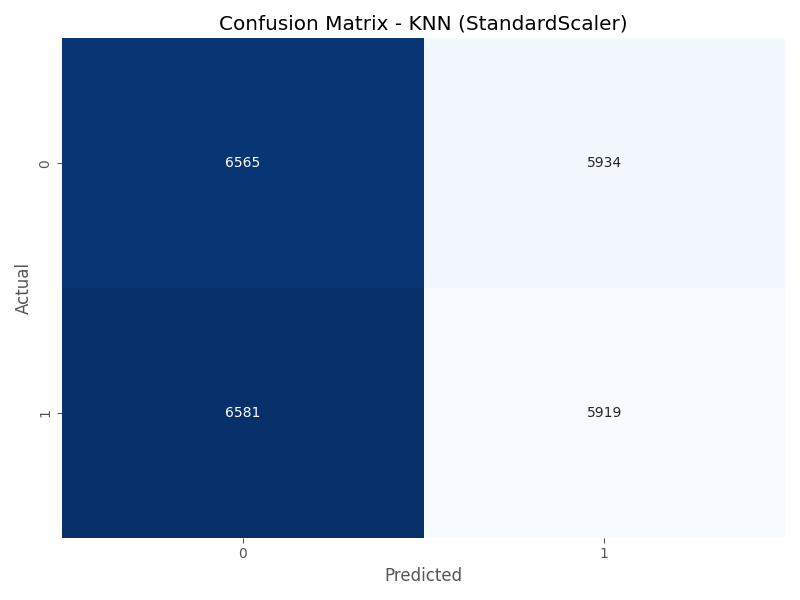 Confusion Matrix - KNN (StandardScaler)
0
6565
5934
Actual
1
6581
5919
0
1
Predicted